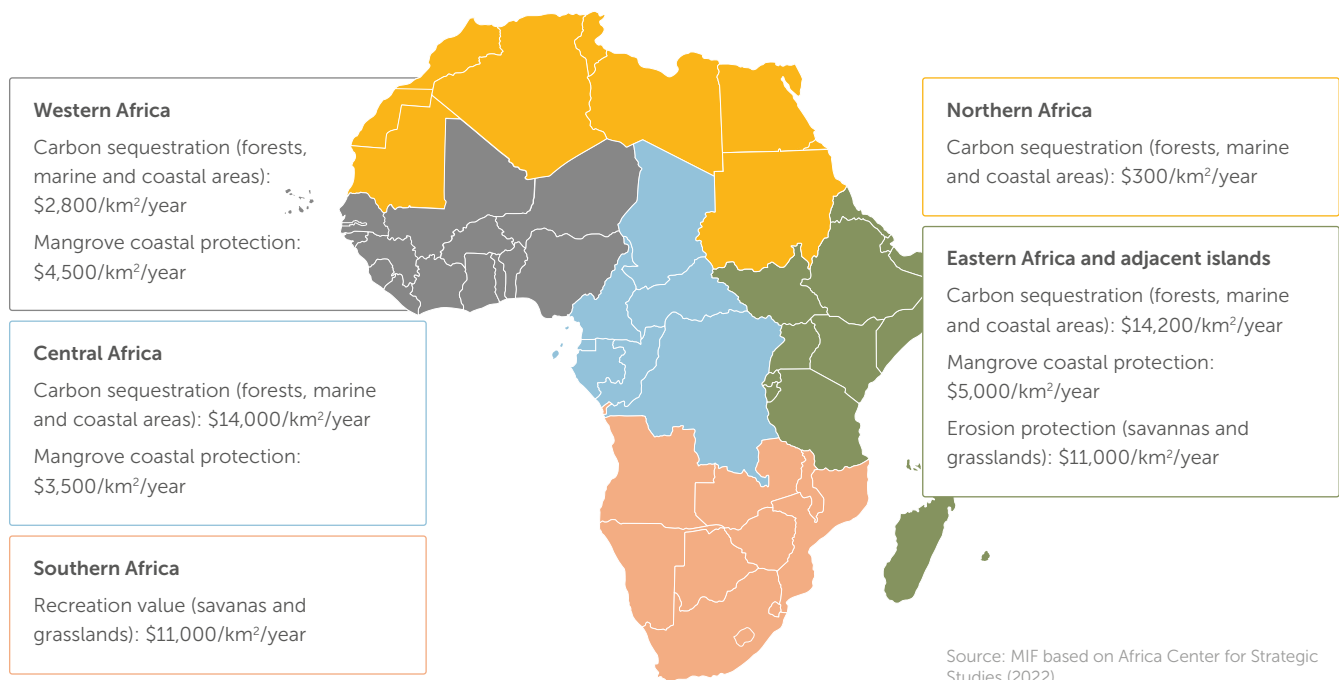 Western Africa
Carbon sequestration (forests,
marine and coastal areas):
$2,800/km²/year
Mangrove coastal protection:
$4,500/km²/year
Central Africa
Carbon sequestration (forests, marine
and coastal areas): $14,000/km²/year
Mangrove coastal protection:
$3,500/km²/year
Southern Africa
Recreation value (savanas and
grasslands): $11,000/km²/year
Northern Africa
Carbon sequestration (forests, marine
and coastal areas): $300/km²/year
Eastern Africa and adjacent islands
Carbon sequestration (forests, marine
and coastal areas): $14,200/km²/year
Mangrove coastal protection:
$5,000/km²/year
Erosion protection (savannas and
grasslands): $11,000/km²/year
Source: MIF based on Africa Center for Strategic
Studies (2022)